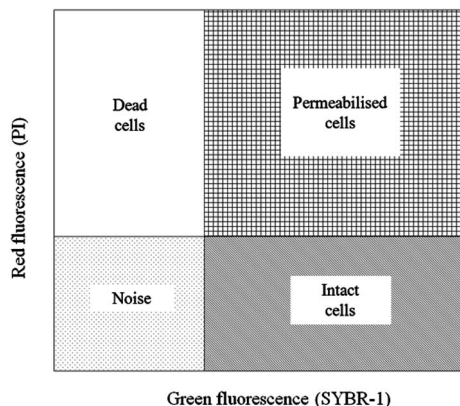 Dead
cells
Permeabilised
cells
Noise
Intact
cells
Red fluorescence (PI)
Green fluorescence (SYBR-1)